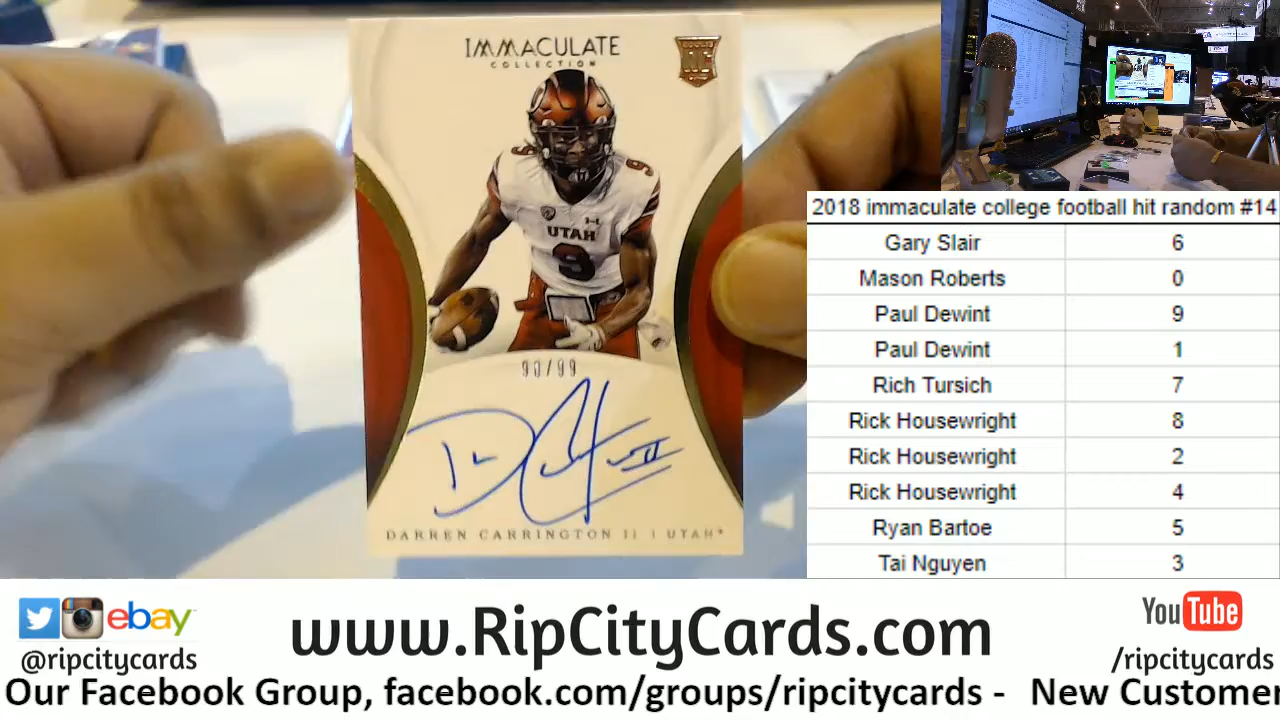 IMMACULATE
COLLECTION
RC
UTAH
9
9
90/99
DARREN CARRINGTON II | UTAH*
2018 immaculate college football hit random #14
Gary Slair 6
Mason Roberts 0
Paul Dewint 9
Paul Dewint 1
Rich Tursich 7
Rick Housewright 8
Rick Housewright 2
Rick Housewright 4
Ryan Bartoe 5
Tai Nguyen 3
ebay
@ripcitycards
www.RipCityCards.com
YouTube
/ripcitycards
Our Facebook Group, facebook.com/groups/ripcitycards - New Customer